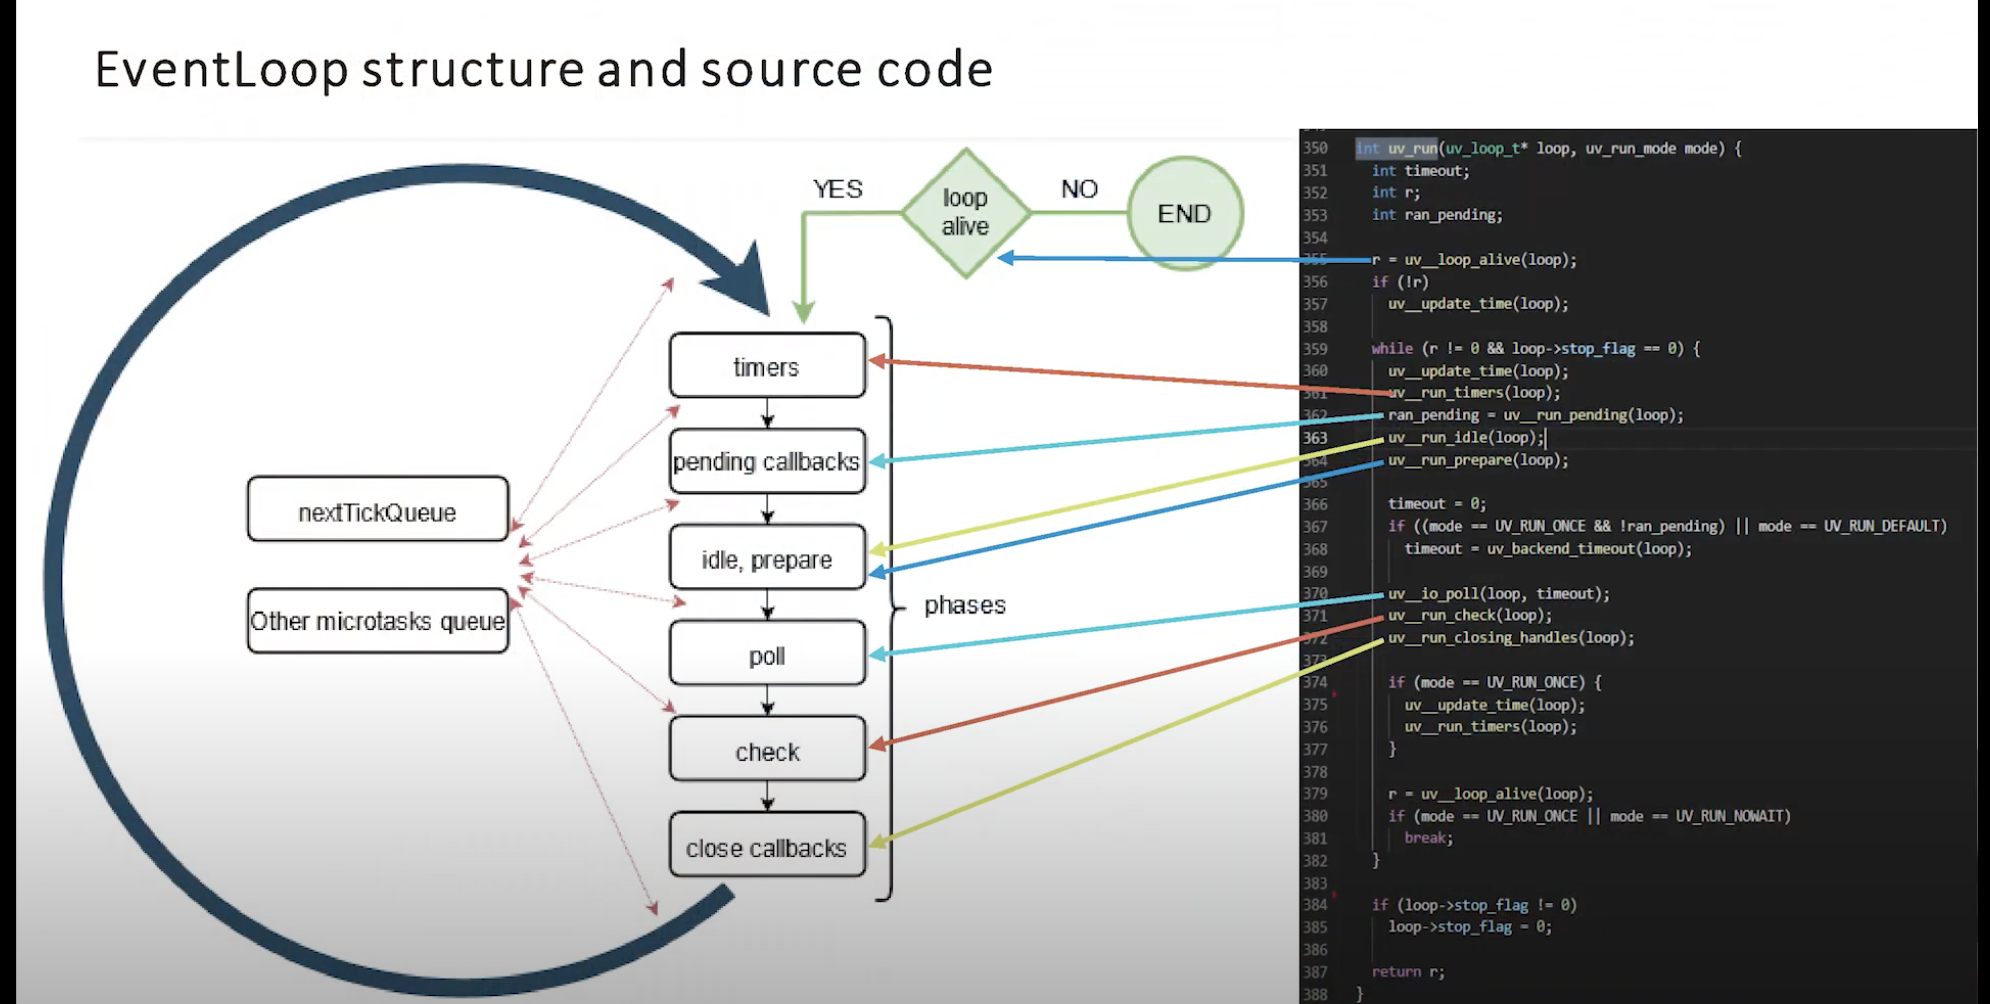 EventLoop structure and source code
YES
loop
alive
NO
END
timers
pending callbacks
idle, prepare
poll
check
close callbacks
phases
nextTickQueue
Other microtasks queue
350 int uv_run(uv_loop_t* loop, uv_run_mode mode) {
351 int timeout;
352 int r;
353 int ran_pending;
354
355 r = uv__loop_alive(loop);
356 if (!r)
357 uv__update_time(loop);
358
359 while (r != 0 && loop->stop_flag == 0) {
360 uv__update_time(loop);
361 uv__run_timers(loop);
362 ran_pending = uv__run_pending(loop);
363 uv__run_idle(loop);
364 uv__run_prepare(loop);
365
366 timeout = 0;
367 if ((mode == UV_RUN_ONCE && !ran_pending) || mode == UV_RUN_DEFAULT)
368 timeout = uv_backend_timeout(loop);
369
370 uv__io_poll(loop, timeout);
371 uv__run_check(loop);
372 uv__run_closing_handles(loop);
373
374 if (mode == UV_RUN_ONCE) {
375 uv__update_time(loop);
376 uv__run_timers(loop);
377 }
378
379 r = uv__loop_alive(loop);
380 if (mode == UV_RUN_ONCE || mode == UV_RUN_NOWAIT)
381 break;
382 }
383
384 if (loop->stop_flag != 0)
385 loop->stop_flag = 0;
386
387 return r;
388 }